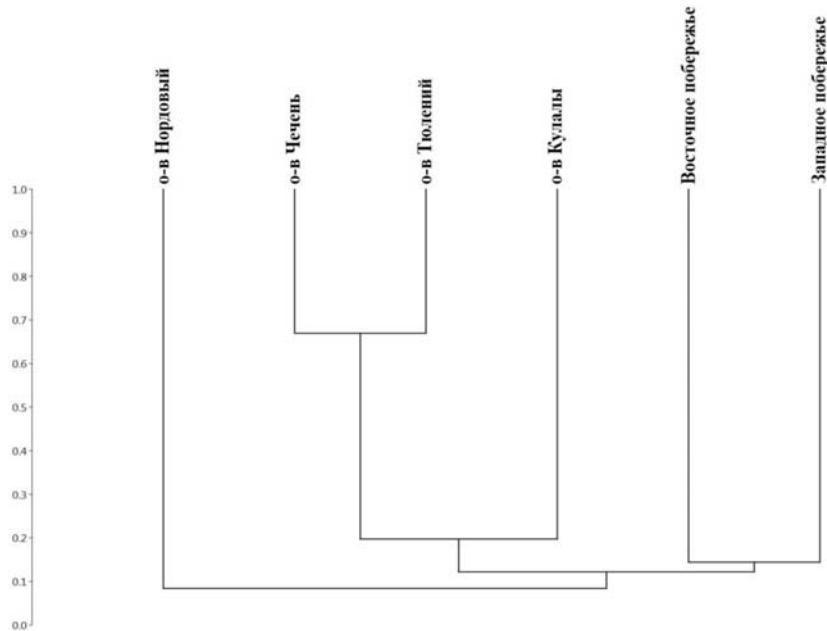 о-в Нордовый
о-в Чечень
о-в Тюлений
о-в Кулалы
Восточное побережье
Западное побережье
1.0
0.9
0.8
0.7
0.6
0.5
0.4
0.3
0.2
0.1
0.0